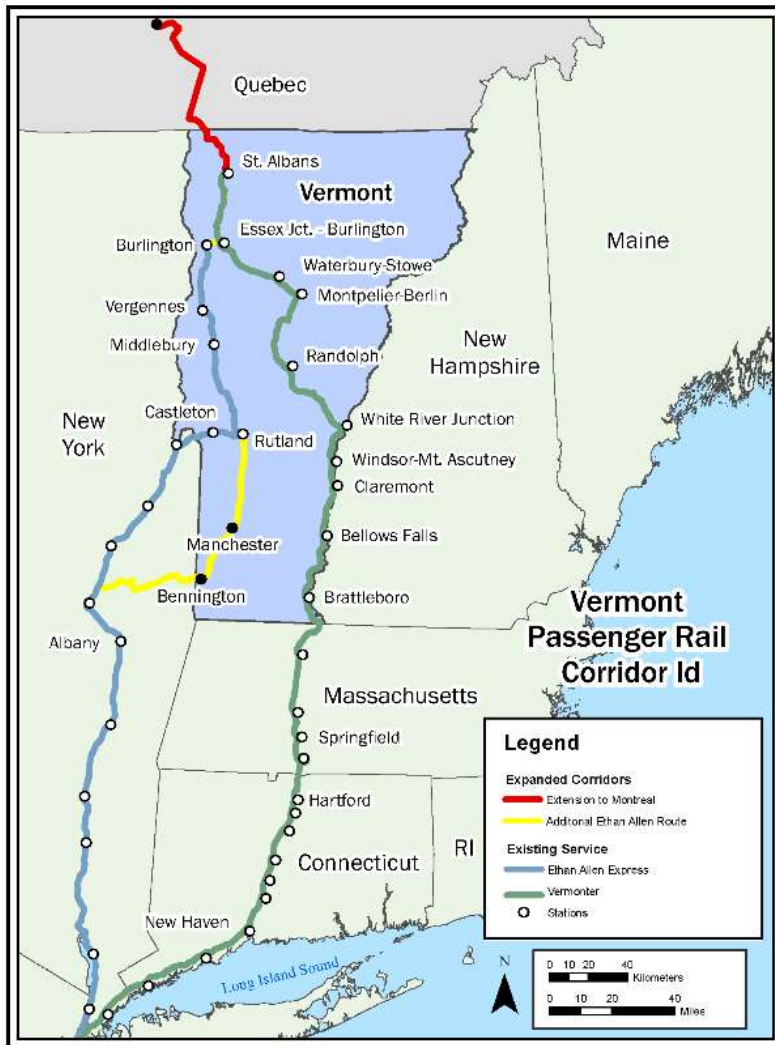 Quebec
St. Albans
Vermont
Essex Jct. - Burlington
Burlington
Maine
Waterbury-Stowe
Montpelier-Berlin
Vergennes
New
Hampshire
Middlebury
Randolph
Castleton
New
York
White River Junction
Rutland
Windsor-Mt. Ascutney
Claremont
Bellows Falls
Manchester
Bennington
Brattleboro
Vermont
Passenger Rail
Corridor Id
Albany
Massachusetts
Springfield
Hartford
Connecticut
RI
New Haven
Long Island Sound
Legend
Expanded Corridors
Extension to Montreal
Additonal Ethan Allen Route
Existing Service
Ethan Allen Express
Vermonter
Stations
N
0 10 20 40
Kilometers
0 10 20 40
Miles